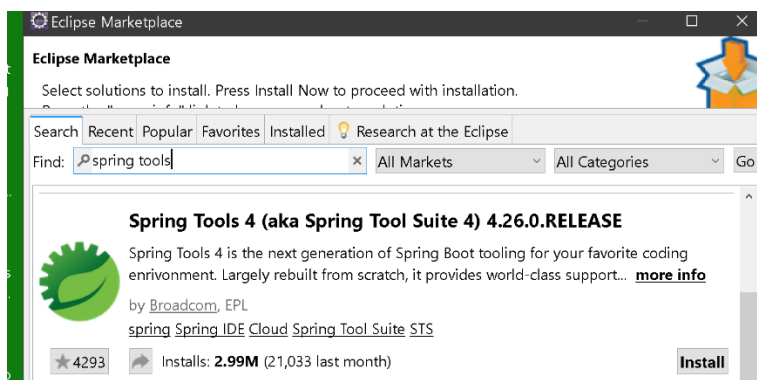 Eclipse Marketplace
Eclipse Marketplace
Select solutions to install. Press Install Now to proceed with installation.
Search Recent Popular Favorites Installed Research at the Eclipse
Find: spring tools All Markets All Categories Go
Spring Tools 4 (aka Spring Tool Suite 4) 4.26.0.RELEASE
Spring Tools 4 is the next generation of Spring Boot tooling for your favorite coding
enrivonment. Largely rebuilt from scratch, it provides world-class support... more info
by Broadcom, EPL
spring Spring IDE Cloud Spring Tool Suite STS
4293 Installs: 2.99M (21,033 last month) Install